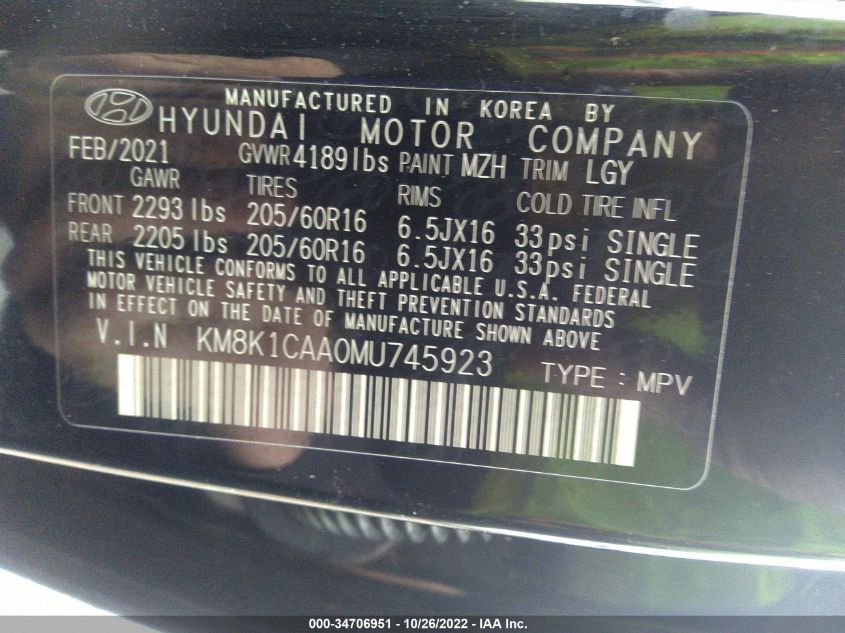 MANUFACTURED IN KOREA BY
HYUNDAI MOTOR COMPANY
FEB/2021 GVWR 4189 lbs PAINT MZH TRIM LGY
GAWR TIRES RIMS COLD TIRE INFL
FRONT 2293 lbs 205/60R16 6.5JX16 33psi SINGLE
REAR 2205 lbs 205/60R16 6.5JX16 33psi SINGLE
THIS VEHICLE CONFORMS TO ALL APPLICABLE U.S.A. FEDERAL
MOTOR VEHICLE SAFETY AND THEFT PREVENTION STANDARDS
IN EFFECT ON THE DATE OF MANUFACTURE SHOWN ABOVE
V.I.N KM8K1CAA0MU745923 TYPE : MPV
000-34706951 - 10/26/2022 - IAA Inc.